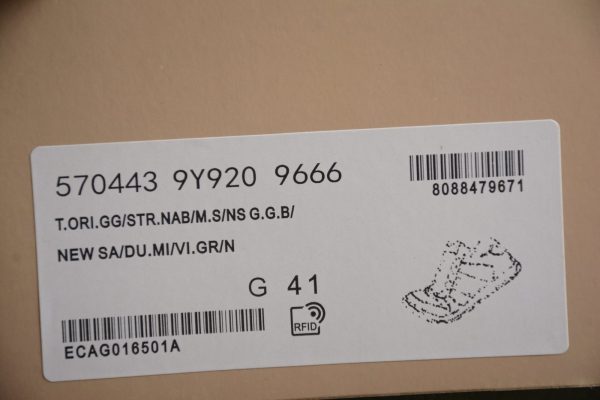 570443 9Y920 9666
8088479671
T.ORI.GG/STR.NAB/M.S/NS G.G.B/
NEW SA/DU.MI/VI.GR/N
G 41
RFID
ECAG016501A